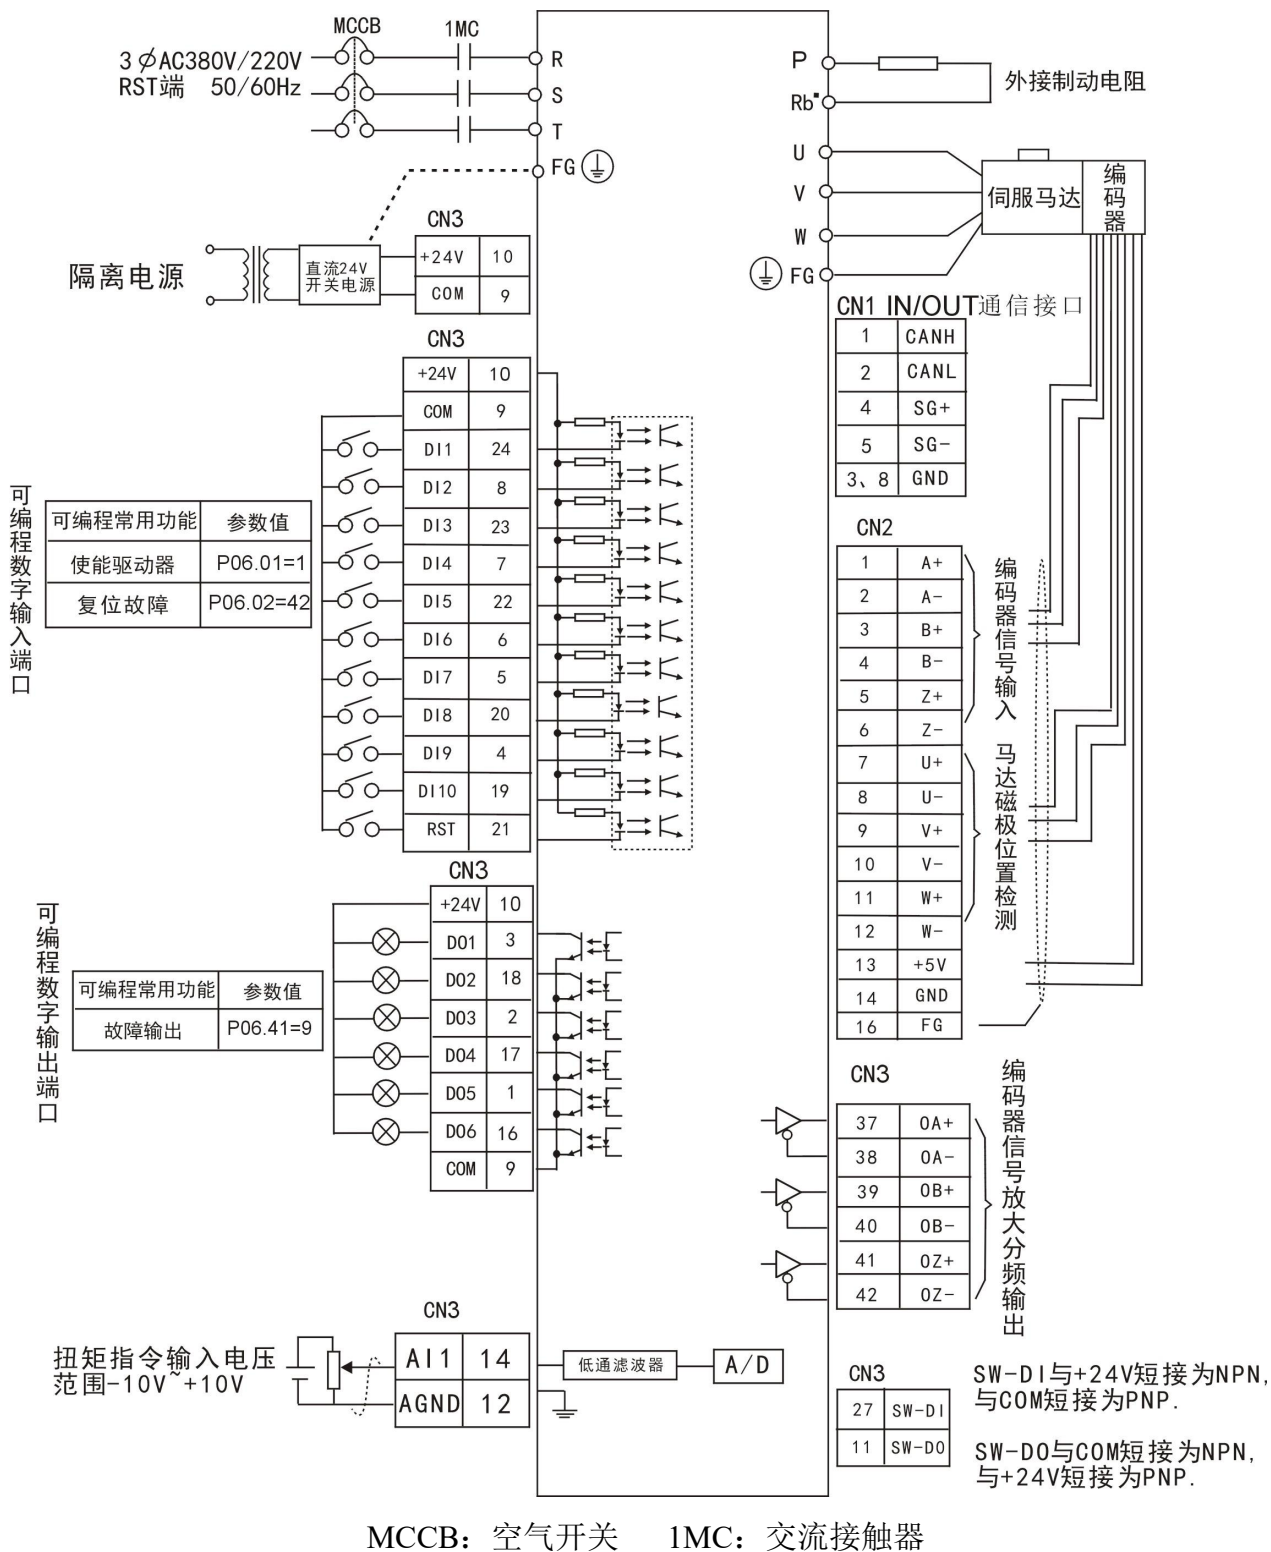 MCCB
1MC
3∅AC380V/220V
RST端 50/60Hz
R
S
T
FG
P
Rb
外接制动电阻
U
V
W
FG
伺服马达
编码器
隔离电源
直流24V
开关电源
CN3
+24V 10
COM 9
CN1 IN/OUT通信接口
1 CANH
2 CANL
4 SG+
5 SG-
3、8 GND
CN3
+24V 10
COM 9
DI1 24
DI2 8
DI3 23
DI4 7
DI5 22
DI6 6
DI7 5
DI8 20
DI9 4
DI10 19
RST 21
可编程数字输入端口
可编程常用功能 参数值
使能驱动器 P06.01=1
复位故障 P06.02=42
CN2
1 A+
2 A-
3 B+
4 B-
5 Z+
6 Z-
7 U+
8 U-
9 V+
10 V-
11 W+
12 W-
13 +5V
14 GND
16 FG
编码器信号输入
马达磁极位置检测
CN3
+24V 10
DO1 3
DO2 18
DO3 2
DO4 17
DO5 1
DO6 16
COM 9
可编程数字输出端口
可编程常用功能 参数值
故障输出 P06.41=9
CN3
37 OA+
38 OA-
39 OB+
40 OB-
41 OZ+
42 OZ-
编码器信号放大分频输出
扭矩指令输入电压
范围-10V~+10V
CN3
AI1 14
AGND 12
低通滤波器
A/D
CN3
27 SW-DI
11 SW-DO
SW-DI与+24V短接为NPN,
与COM短接为PNP.
SW-DO与COM短接为NPN,
与+24V短接为PNP.
MCCB：空气开关 1MC：交流接触器